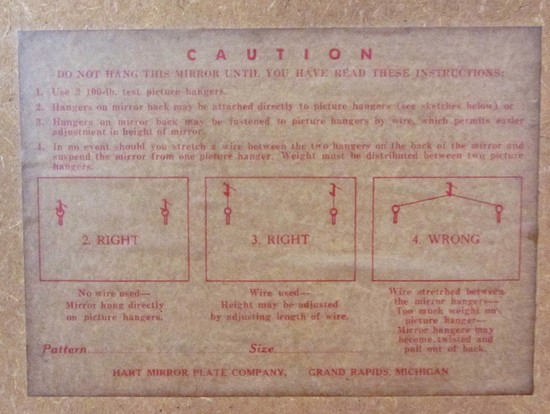 CAUTION
DO NOT HANG THIS MIRROR UNTIL YOU HAVE READ THESE INSTRUCTIONS:
1. Use 2 100-lb. test picture hangers.
2. Hangers on mirror back may be attached directly to picture hangers (see sketches below) or
3. Hangers on mirror back may be fastened to picture hangers by wire, which permits easier
adjustment in height of mirror.
4. In no event should you stretch a wire between the two hangers on the back of the mirror and
suspend the mirror from one picture hanger. Weight must be distributed between two picture
hangers.
2. RIGHT
3. RIGHT
4. WRONG
No wire used—
Mirror hung directly
on picture hangers.
Wire used—
Height may be adjusted
by adjusting length of wire.
Wire stretched between
the mirror hangers—
Too much weight on
picture hanger—
Mirror hangers may
become twisted and
pull out of back.
Pattern
Size
HART MIRROR PLATE COMPANY, GRAND RAPIDS, MICHIGAN